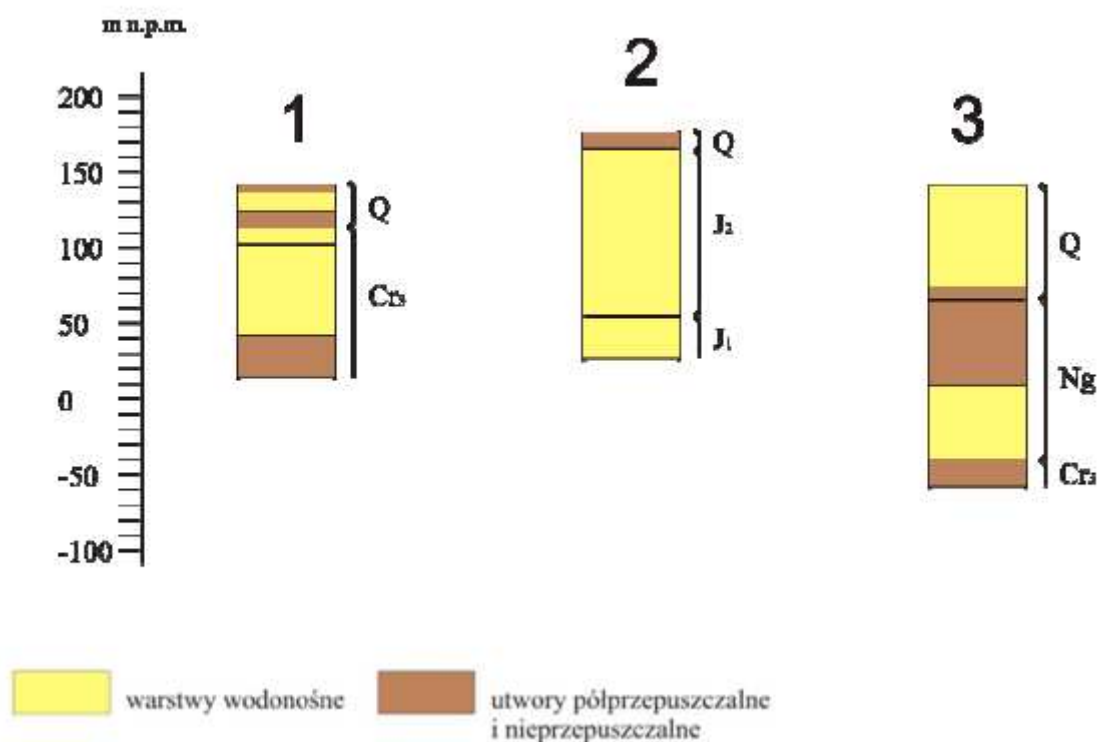 m n.p.m.
200
150
100
50
0
-50
-100
1
Q
Cr₃
2
Q
J₂
J₁
3
Q
Ng
Cr₃
warstwy wodonośne
utwory półprzepuszczalne
i nieprzepuszczalne